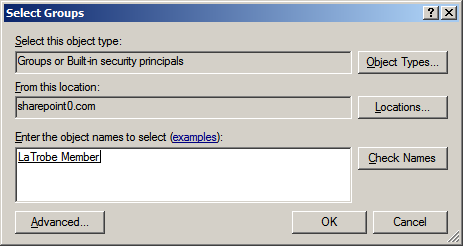 Select Groups
Select this object type:
Groups or Built-in security principals
Object Types...
From this location:
sharepoint0.com
Locations...
Enter the object names to select (examples):
LaTrobe Member
Check Names
Advanced...
OK
Cancel